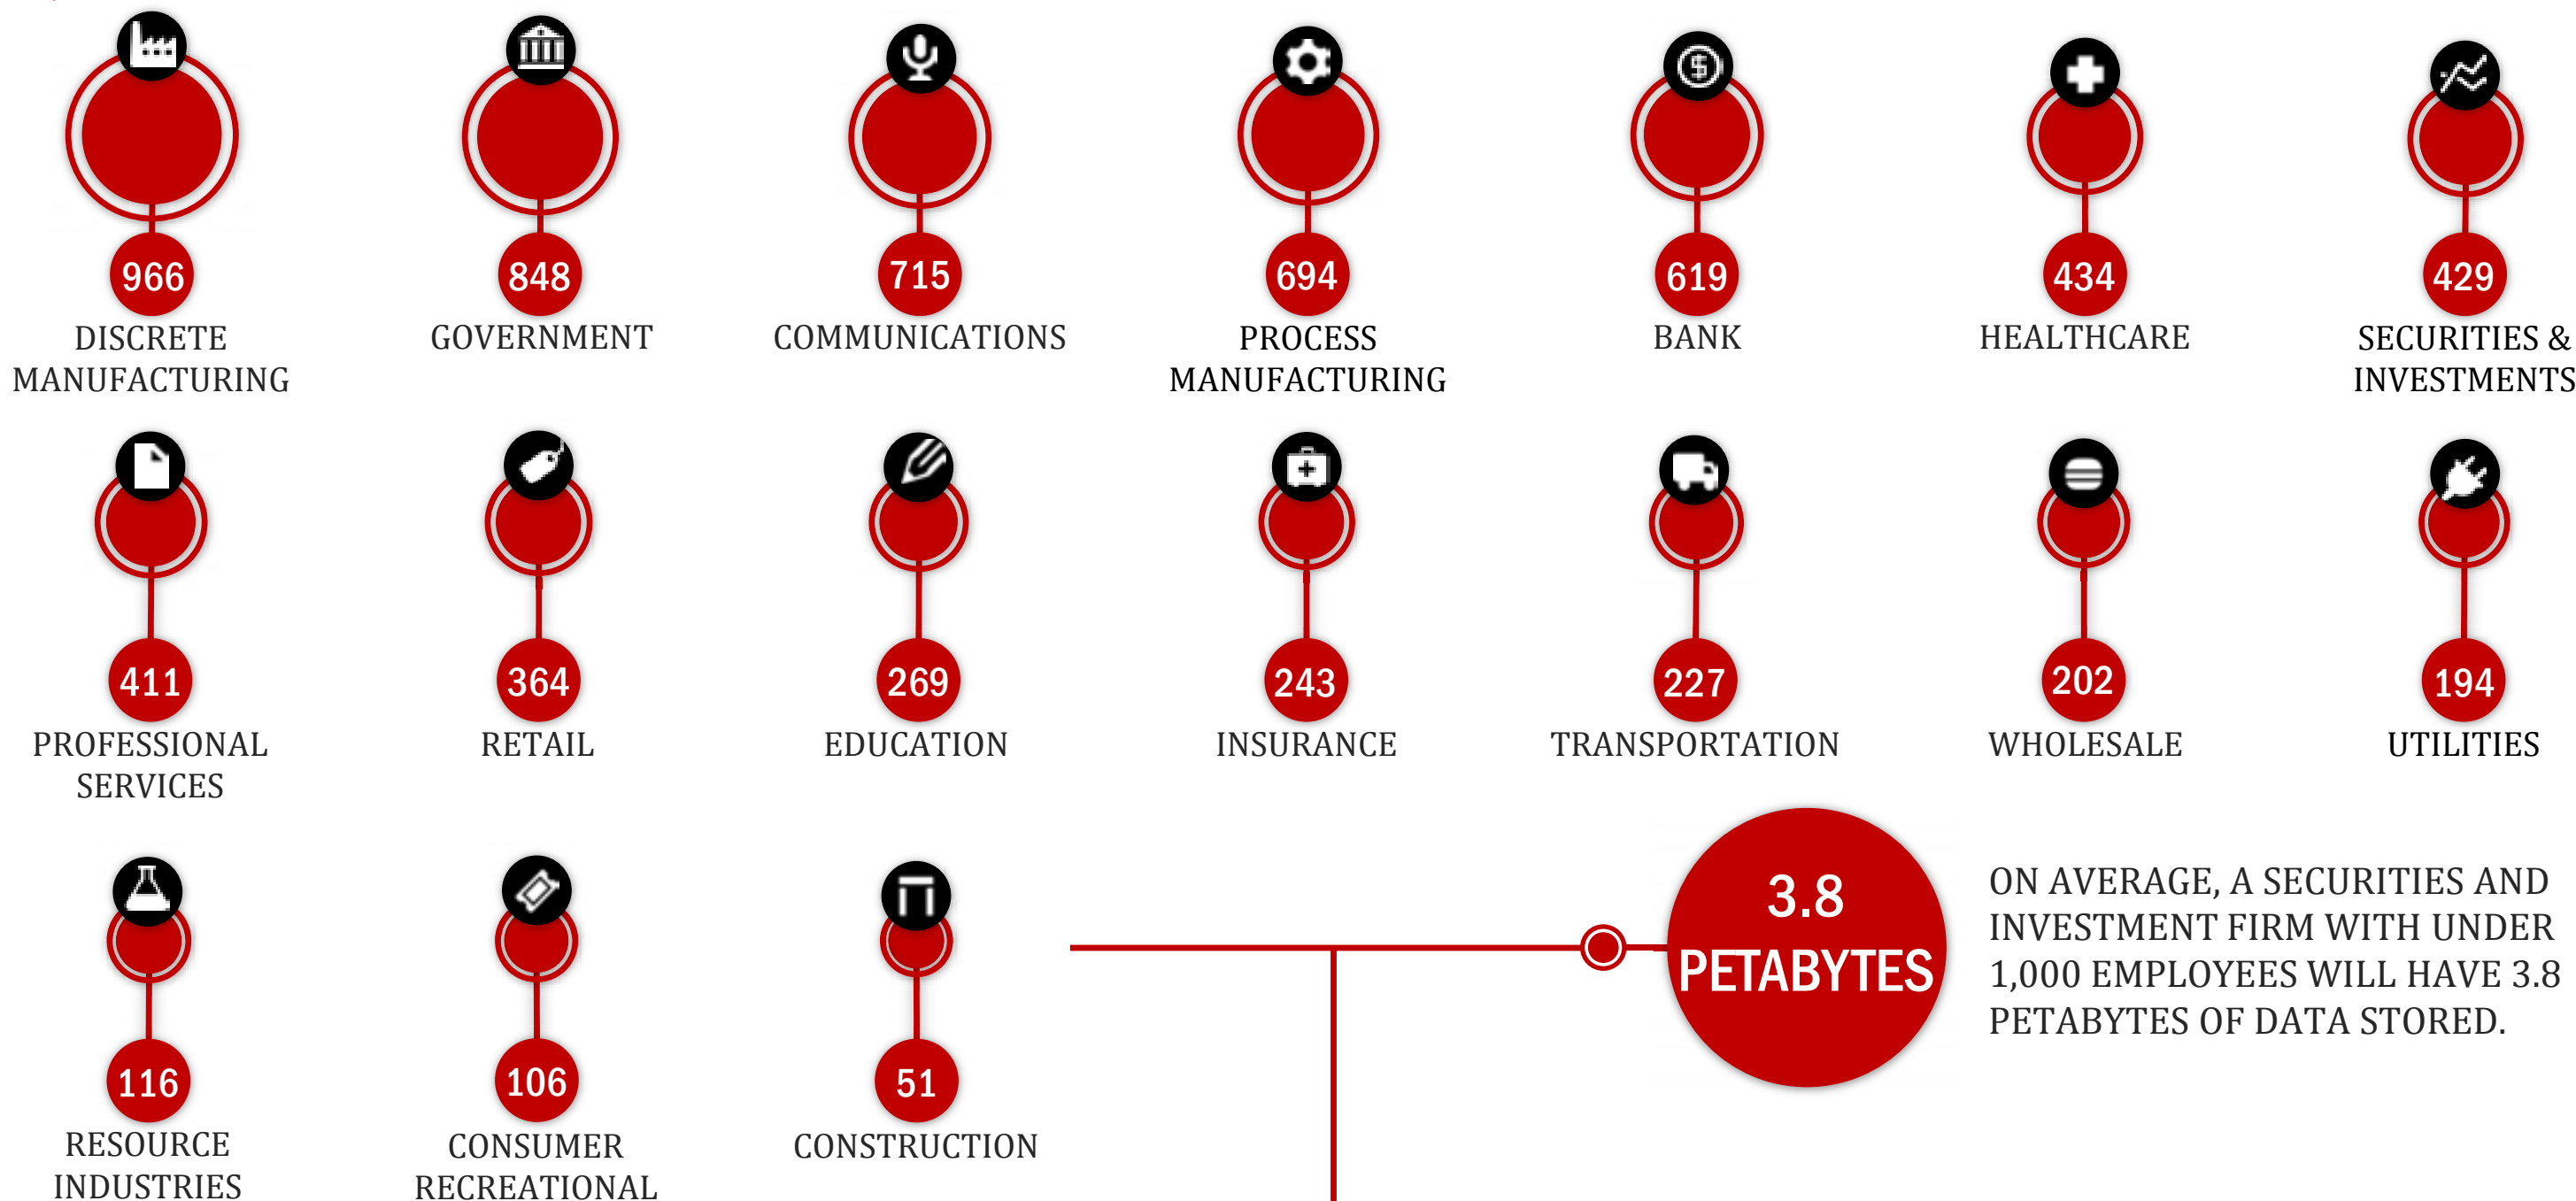 966
DISCRETE
MANUFACTURING
848
GOVERNMENT
715
COMMUNICATIONS
694
PROCESS
MANUFACTURING
619
BANK
434
HEALTHCARE
429
SECURITIES &
INVESTMENTS
411
PROFESSIONAL
SERVICES
364
RETAIL
269
EDUCATION
243
INSURANCE
227
TRANSPORTATION
202
WHOLESALE
194
UTILITIES
116
RESOURCE
INDUSTRIES
106
CONSUMER
RECREATIONAL
51
CONSTRUCTION
3.8
PETABYTES
ON AVERAGE, A SECURITIES AND
INVESTMENT FIRM WITH UNDER
1,000 EMPLOYEES WILL HAVE 3.8
PETABYTES OF DATA STORED.